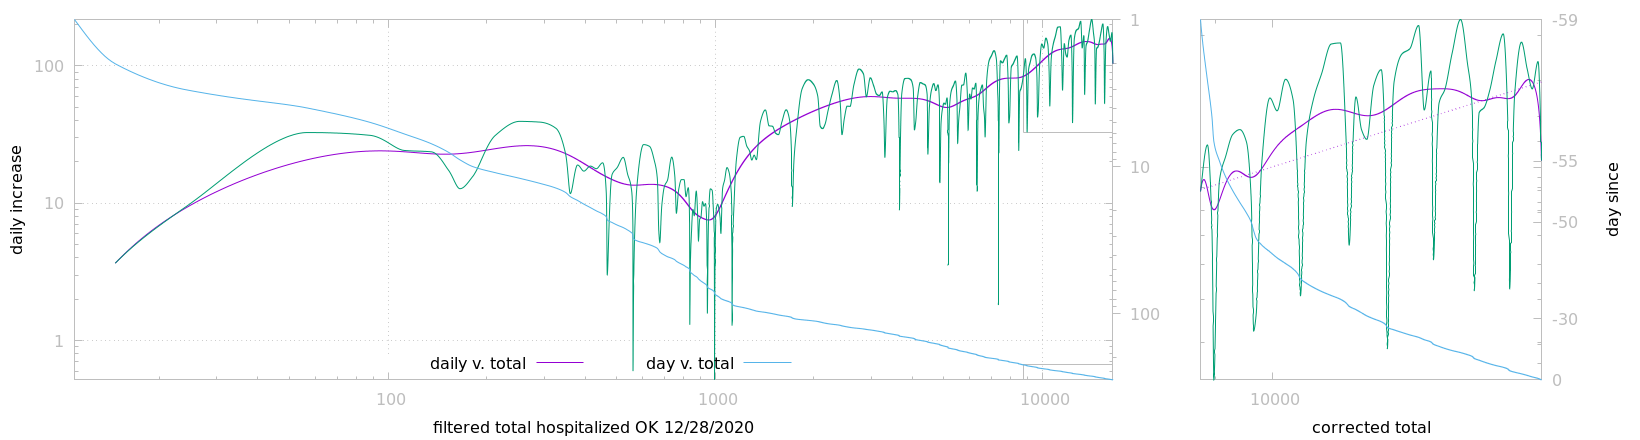 daily increase
100
10
1
1
10
100
daily v. total
day v. total
100
1000
10000
filtered total hospitalized OK 12/28/2020
-59
-55
-50
-30
0
day since
10000
corrected total